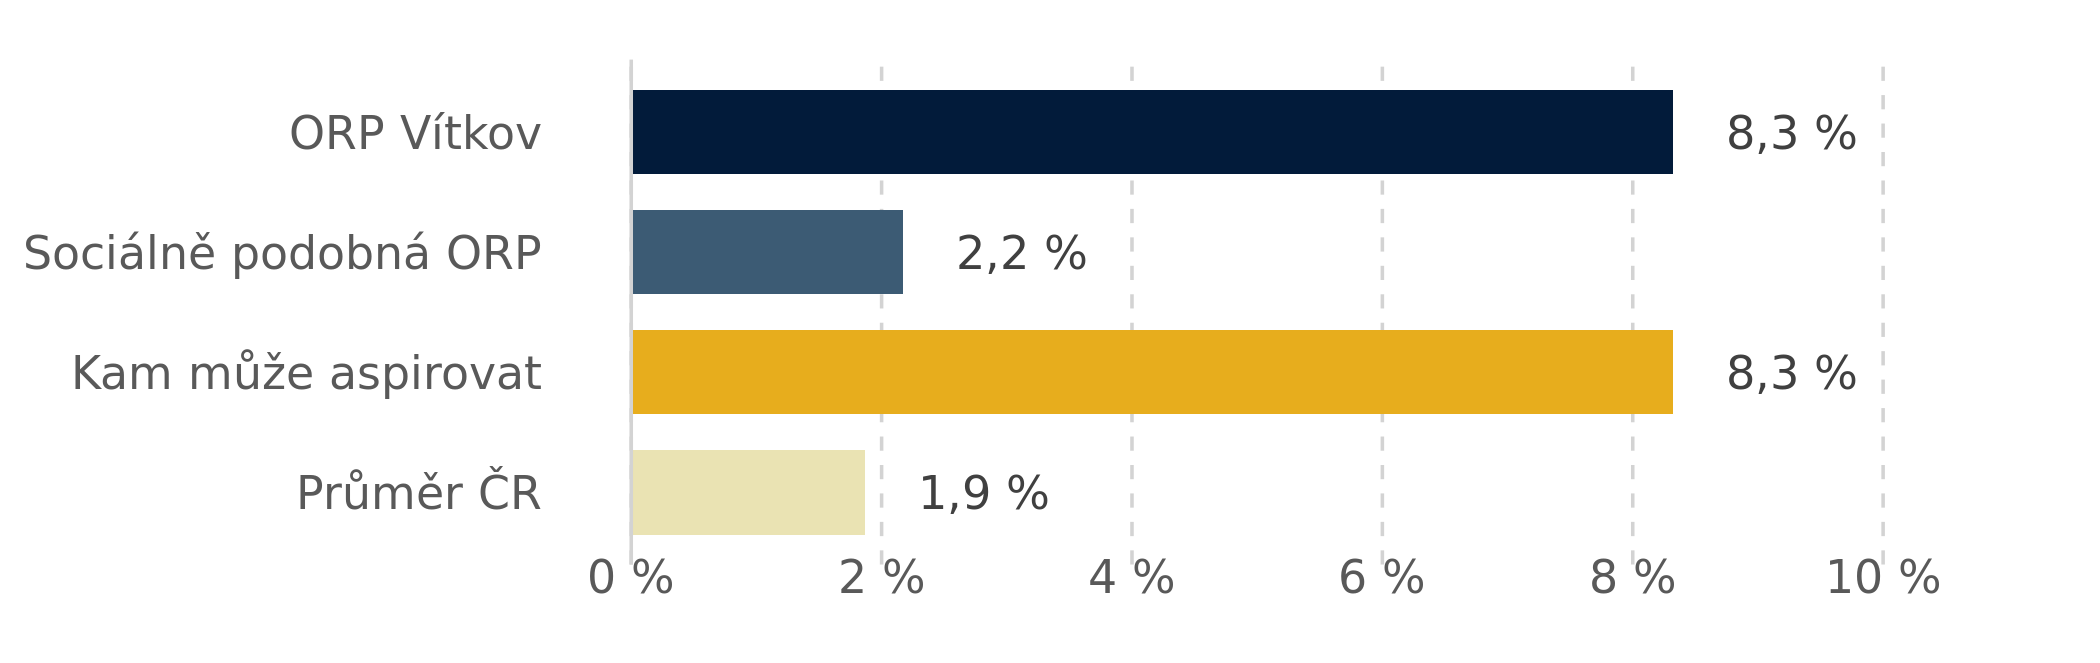 ORP Vítkov 8,3 %
Sociálně podobná ORP 2,2 %
Kam může aspirovat 8,3 %
Průměr ČR 1,9 %
0 % 2 % 4 % 6 % 8 % 10 %